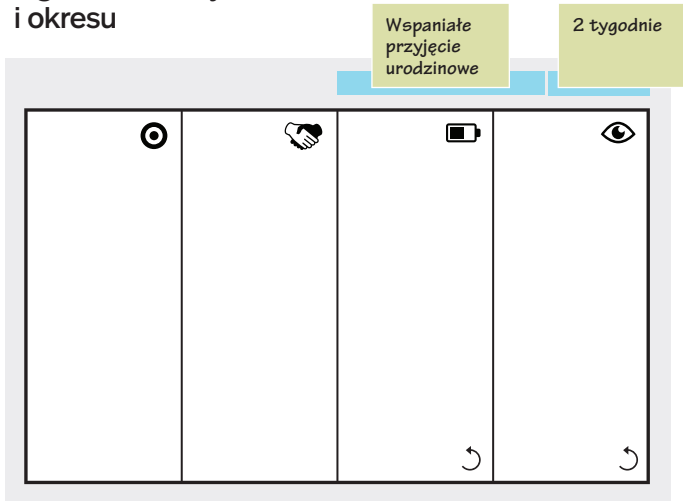 i okresu
Wspaniałe
przyjęcie
urodzinowe
2 tygodnie